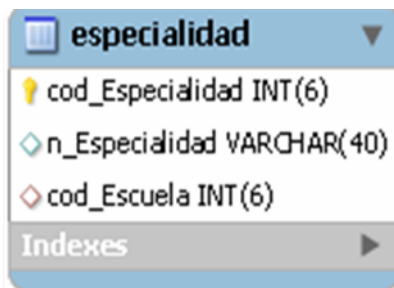 especialidad
cod_Especialidad INT(6)
n_Especialidad VARCHAR(40)
cod_Escuela INT(6)
Indexes